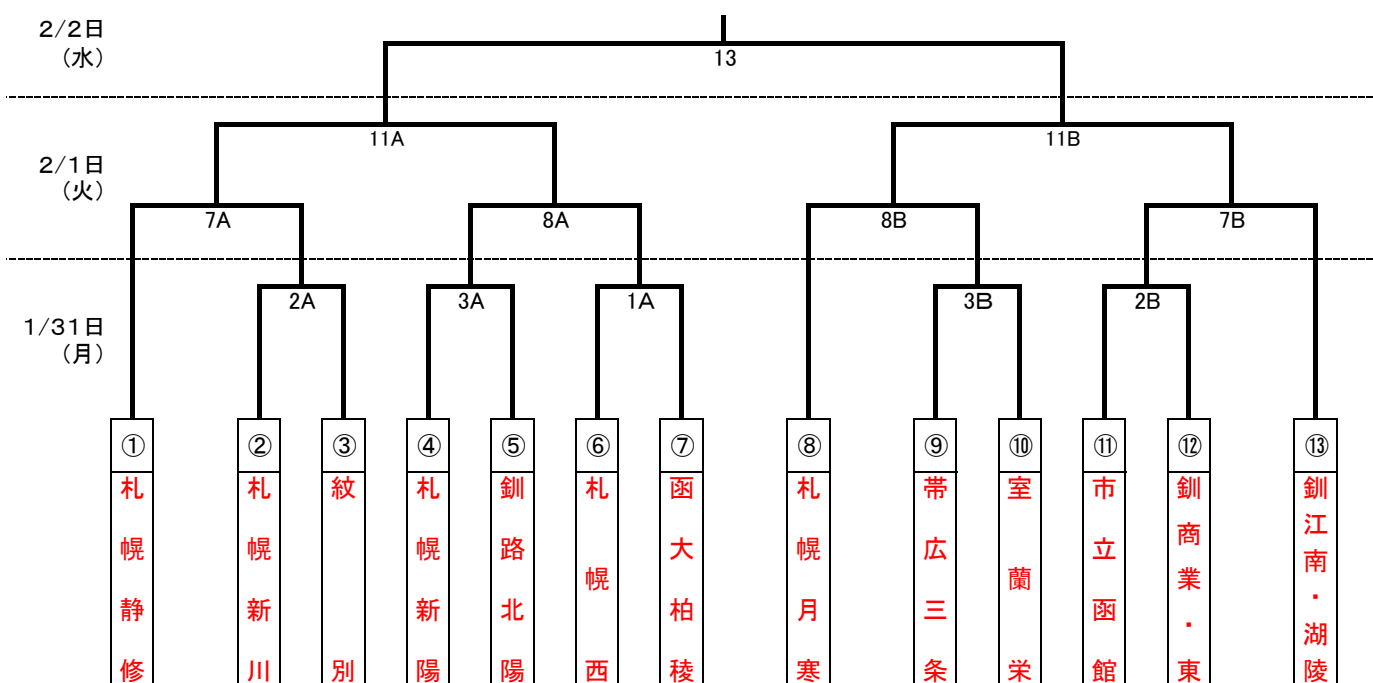 2/2日
(水)
13
11A
11B
2/1日
(火)
7A
8A
8B
7B
2A
3A
1A
3B
2B
1/31日
(月)
① ② ③ ④ ⑤ ⑥ ⑦ ⑧ ⑨ ⑩ ⑪ ⑫ ⑬
札幌静修
札幌新川
紋別
札幌新陽
釧路北陽
札幌西
函大柏稜
札幌月寒
帯広三条
室蘭栄
市立函館
釧商業・東
釧江南・湖陵